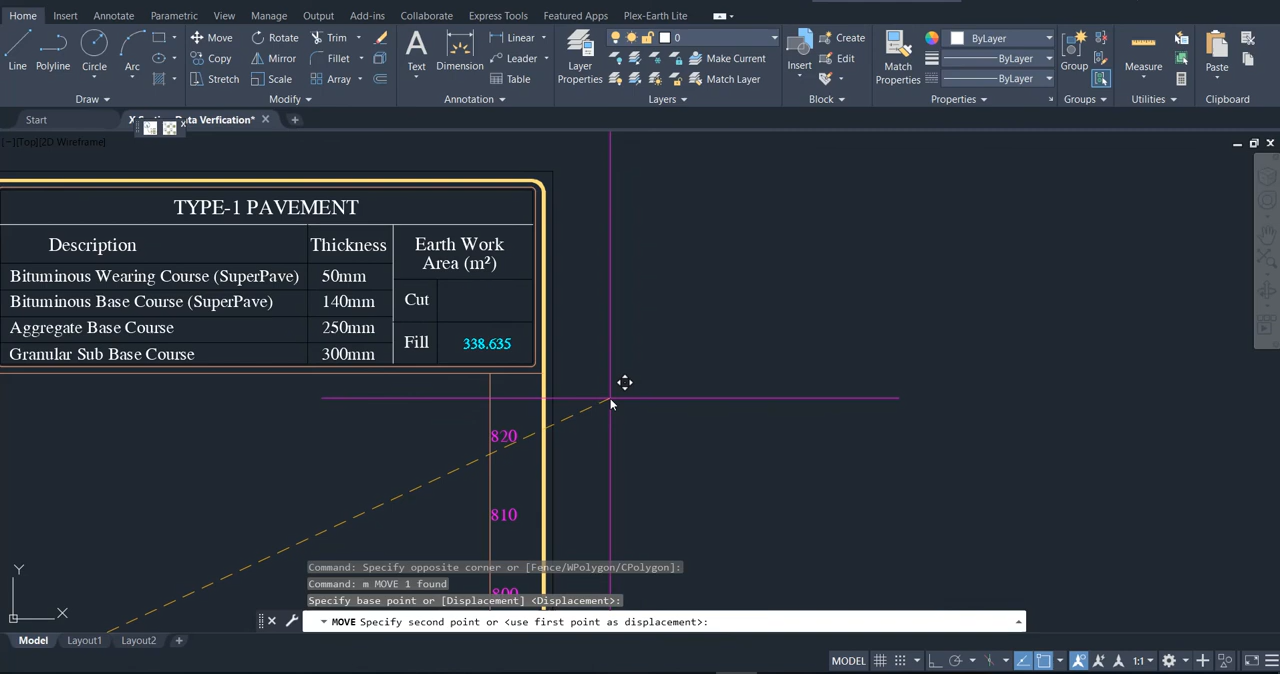 Home Insert Annotate Parametric View Manage Output Add-ins Collaborate Express Tools Featured Apps Plex-Earth Lite
Line Polyline Circle Arc
Move Rotate Trim
Copy Mirror Fillet
Stretch Scale Array
Text Dimension Linear
Leader
Table
Layer Properties
0
Make Current
Match Layer
Insert Create
Edit
Match Properties
ByLayer
ByLayer
ByLayer
Group Measure Paste
Draw Modify Annotation Layers Block Properties Groups Utilities Clipboard
Start X Section Data Verfication*
[−][Top][2D Wireframe]
TYPE-1 PAVEMENT
Description Thickness Earth Work Area (m²)
Bituminous Wearing Course (SuperPave) 50mm
Bituminous Base Course (SuperPave) 140mm
Cut
Aggregate Base Course 250mm
Fill 338.635
Granular Sub Base Course 300mm
820
810
800
Command: Specify opposite corner or [Fence/WPolygon/CPolygon]:
Command: m MOVE 1 found
Specify base point or [Displacement] <Displacement>:
MOVE Specify second point or <use first point as displacement>:
Y
X
Model Layout1 Layout2
MODEL 1:1